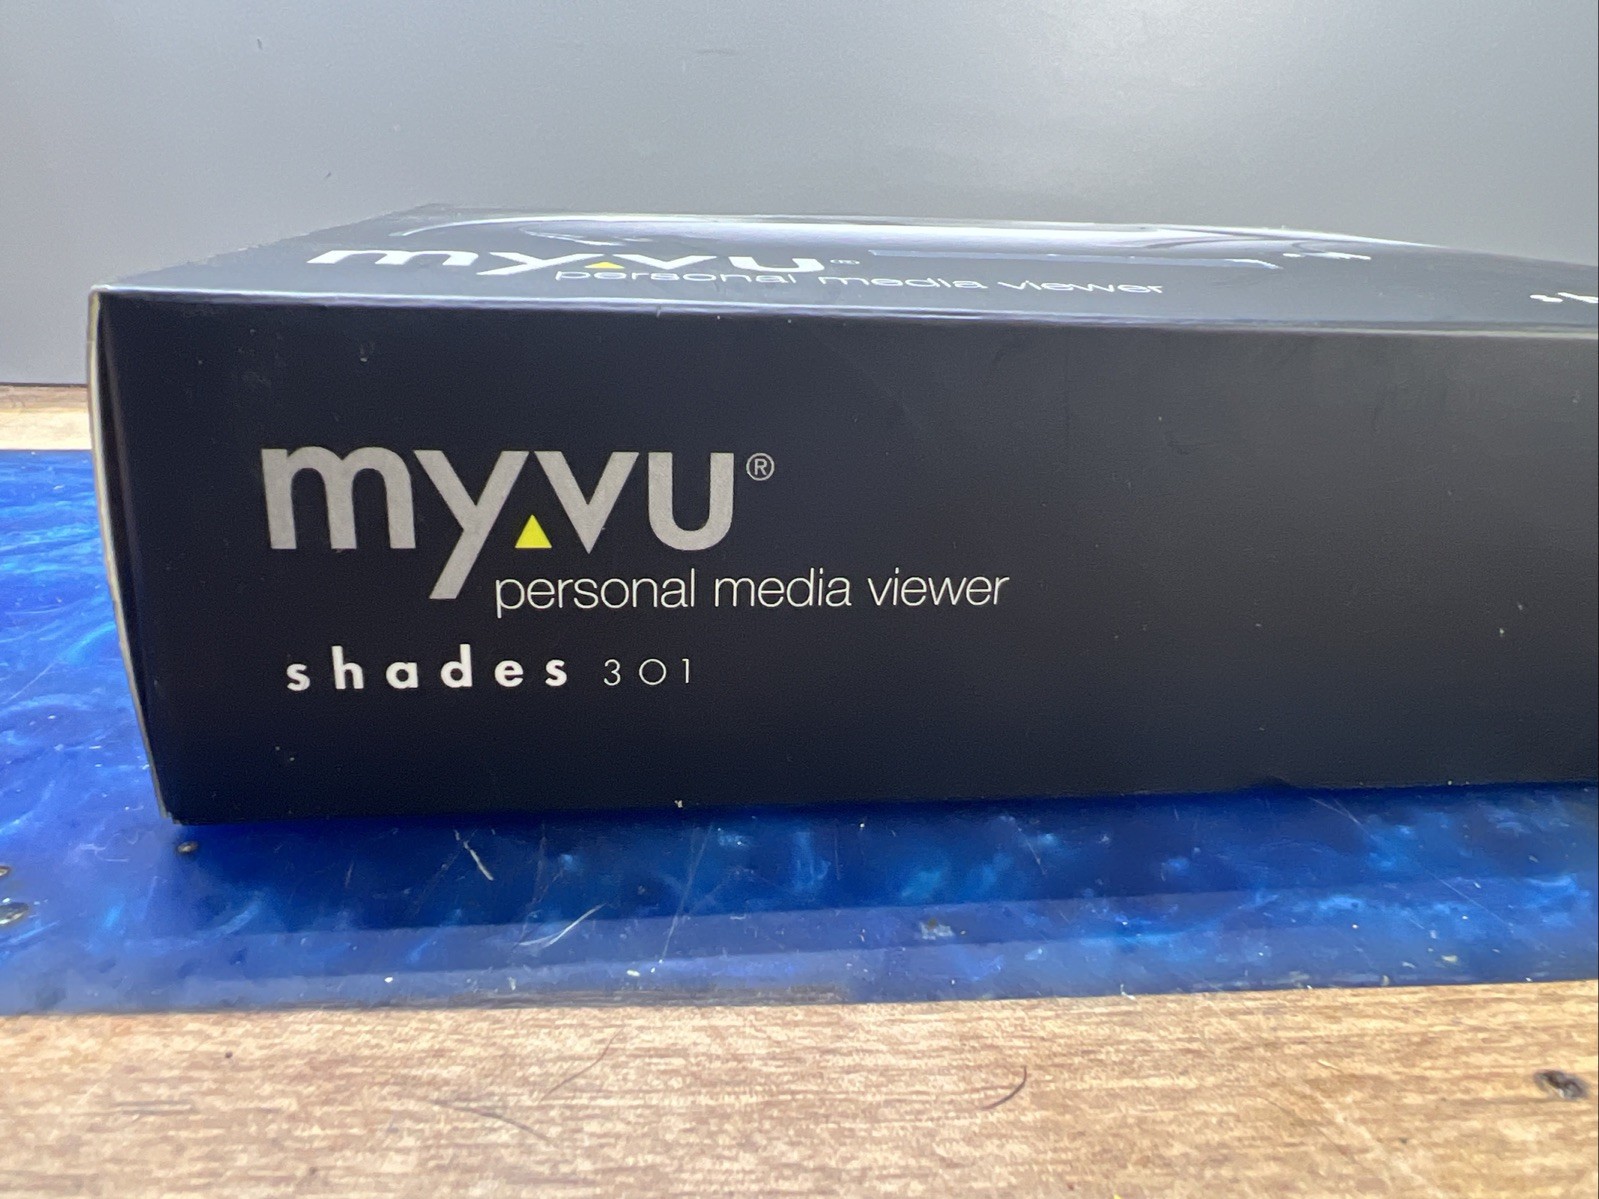 myvu
personal media viewer
myvu®
personal media viewer
shades 301